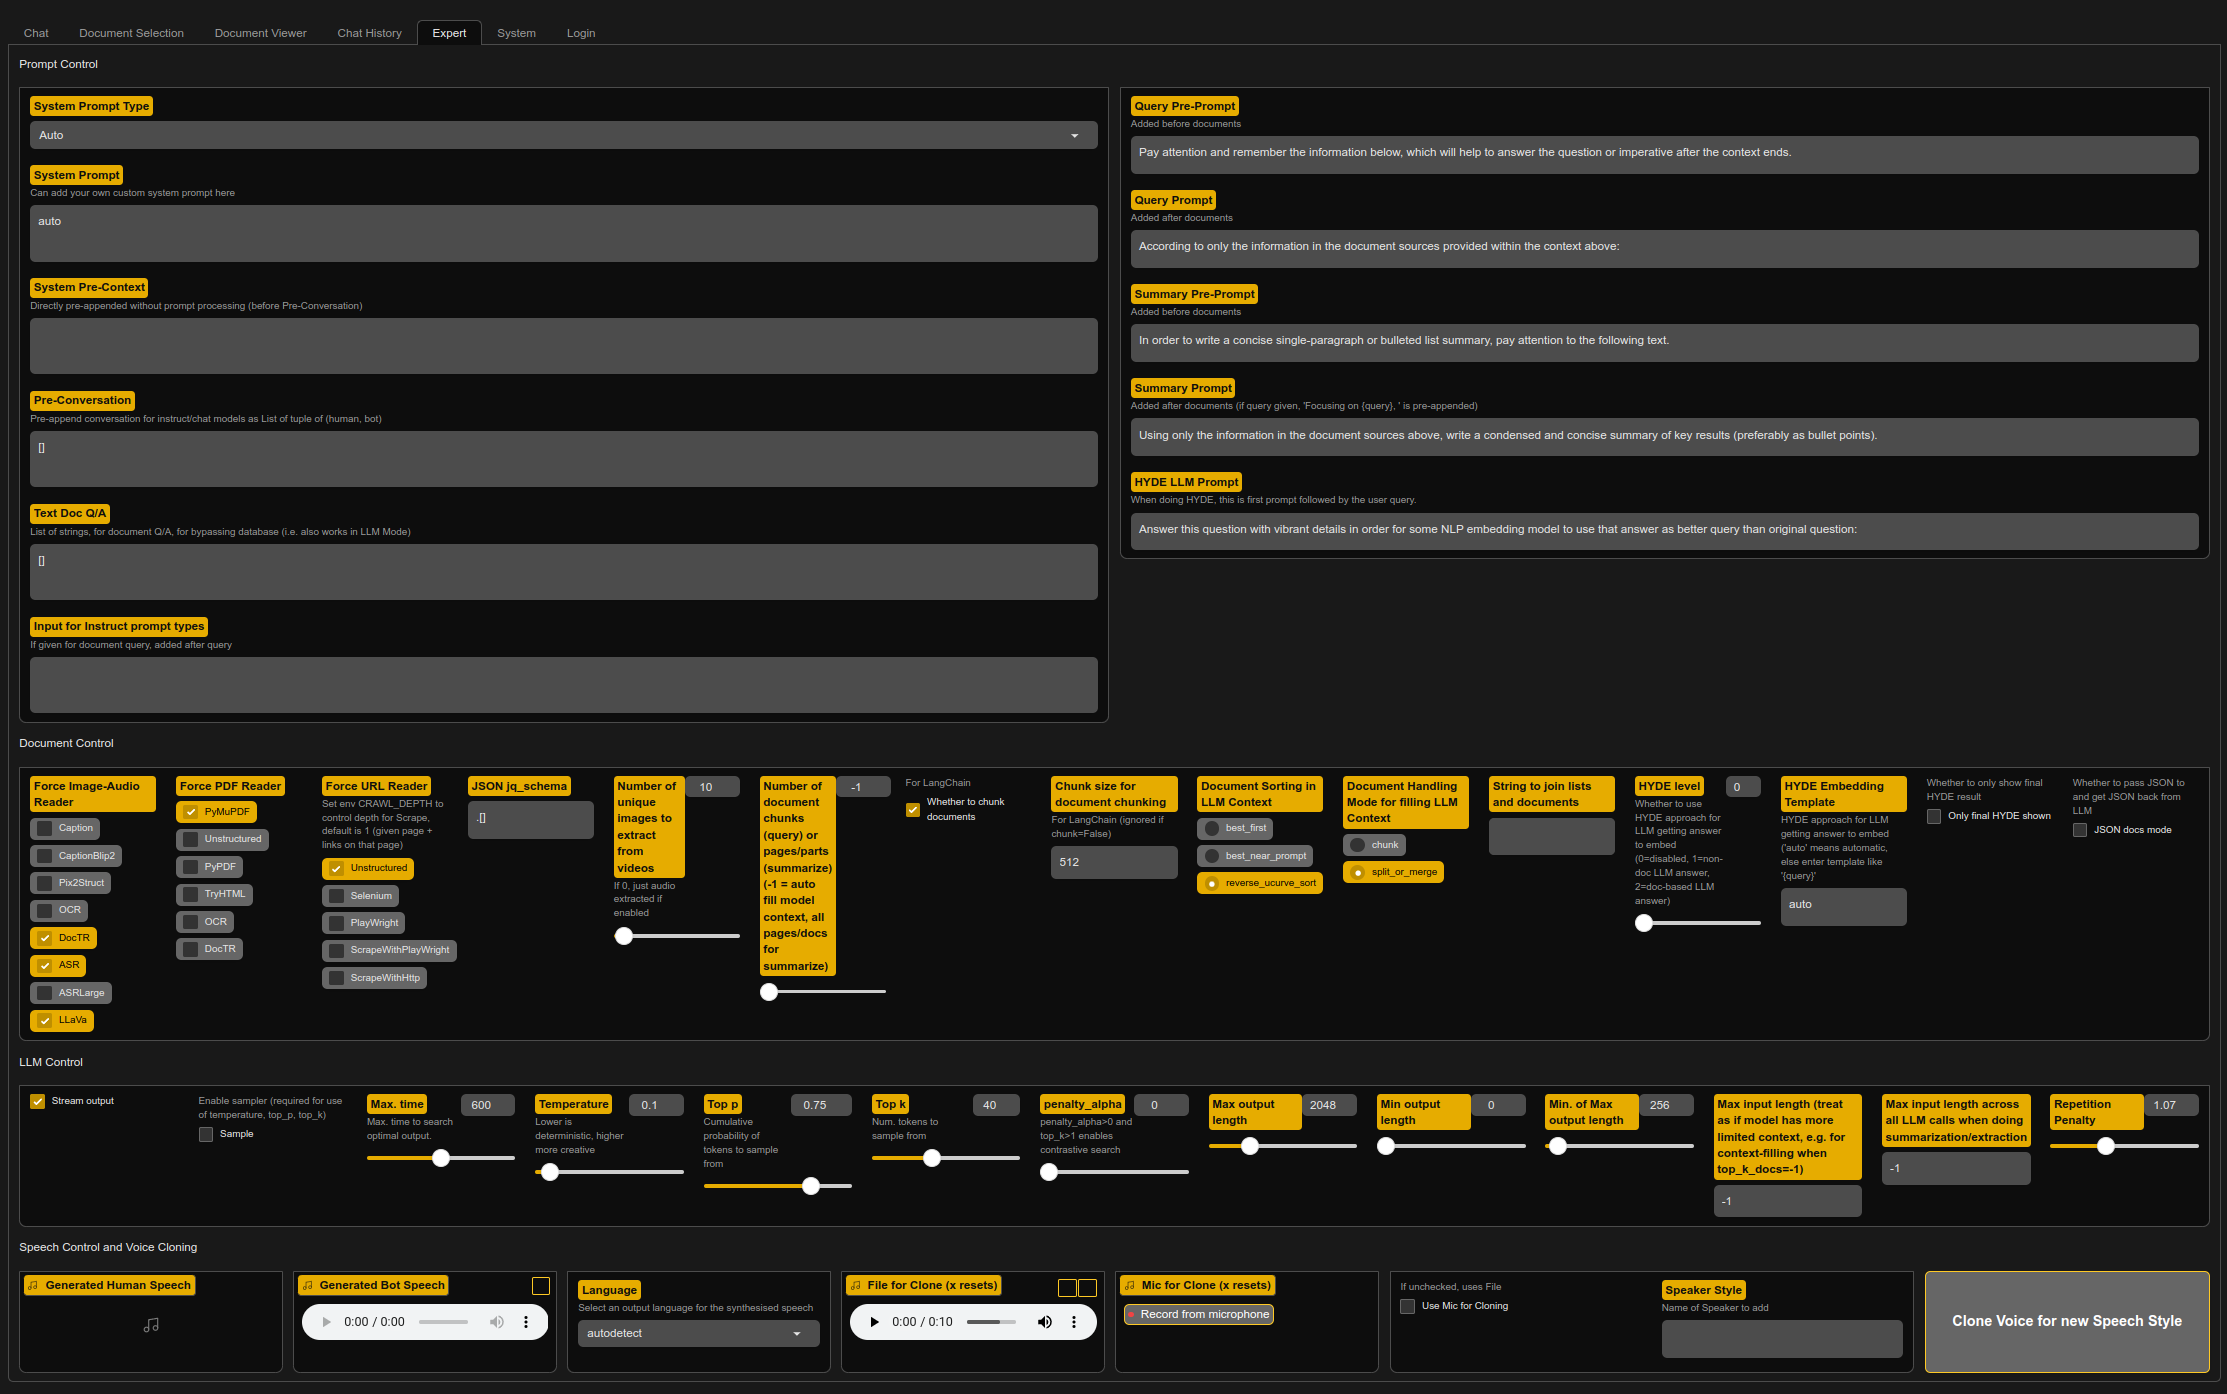 Chat
Document Selection
Document Viewer
Chat History
Expert
System
Login
Prompt Control
System Prompt Type
Auto
System Prompt
Can add your own custom system prompt here
auto
System Pre-Context
Directly pre-appended without prompt processing (before Pre-Conversation)
Pre-Conversation
Pre-append conversation for instruct/chat models as List of tuple of (human, bot)
[]
Text Doc Q/A
List of strings, for document Q/A, for bypassing database (i.e. also works in LLM Mode)
[]
Input for Instruct prompt types
If given for document query, added after query
Query Pre-Prompt
Added before documents
Pay attention and remember the information below, which will help to answer the question or imperative after the context ends.
Query Prompt
Added after documents
According to only the information in the document sources provided within the context above:
Summary Pre-Prompt
Added before documents
In order to write a concise single-paragraph or bulleted list summary, pay attention to the following text.
Summary Prompt
Added after documents (if query given, 'Focusing on {query}, ' is pre-appended)
Using only the information in the document sources above, write a condensed and concise summary of key results (preferably as bullet points).
HYDE LLM Prompt
When doing HYDE, this is first prompt followed by the user query.
Answer this question with vibrant details in order for some NLP embedding model to use that answer as better query than original question:
Document Control
Force Image-Audio
Reader
Caption
CaptionBlip2
Pix2Struct
OCR
DocTR
ASR
ASRLarge
LLaVa
Force PDF Reader
PyMuPDF
Unstructured
PyPDF
TryHTML
OCR
DocTR
Force URL Reader
Set env CRAWL_DEPTH to
control depth for Scrape,
default is 1 (given page +
links on that page)
Unstructured
Selenium
PlayWright
ScrapeWithPlayWright
ScrapeWithHttp
JSON jq_schema
.[]
Number of
unique
images to
extract
from
videos
10
If 0, just audio
extracted if
enabled
Number of
document
chunks
(query) or
pages/parts
(summarize)
(-1 = auto
fill model
context, all
pages/docs
for
summarize)
-1
For LangChain
Whether to chunk
documents
Chunk size for
document chunking
For LangChain (ignored if
chunk=False)
512
Document Sorting in
LLM Context
best_first
best_near_prompt
reverse_ucurve_sort
Document Handling
Mode for filling LLM
Context
chunk
split_or_merge
String to join lists
and documents
HYDE level
0
Whether to use
HYDE approach for
LLM getting answer
to embed
(0=disabled, 1=non-
doc LLM answer,
2=doc-based LLM
answer)
HYDE Embedding
Template
HYDE approach for LLM
getting answer to embed
('auto' means automatic,
else enter template like
'{query}'
auto
Whether to only show final
HYDE result
Only final HYDE shown
Whether to pass JSON to
and get JSON back from
LLM
JSON docs mode
LLM Control
Stream output
Enable sampler (required for use
of temperature, top_p, top_k)
Sample
Max. time
600
Max. time to search
optimal output.
Temperature
0.1
Lower is
deterministic, higher
more creative
Top p
0.75
Cumulative
probability of
tokens to sample
from
Top k
40
Num. tokens to
sample from
penalty_alpha
0
penalty_alpha>0 and
top_k>1 enables
contrastive search
Max output
length
2048
Min output
length
0
Min. of Max
output length
256
Max input length (treat
as if model has more
limited context, e.g. for
context-filling when
top_k_docs=-1)
-1
Max input length across
all LLM calls when doing
summarization/extraction
-1
Repetition
Penalty
1.07
Speech Control and Voice Cloning
Generated Human Speech
Generated Bot Speech
0:00 / 0:00
Language
Select an output language for the synthesised speech
autodetect
File for Clone (x resets)
0:00 / 0:10
Mic for Clone (x resets)
Record from microphone
If unchecked, uses File
Use Mic for Cloning
Speaker Style
Name of Speaker to add
Clone Voice for new Speech Style